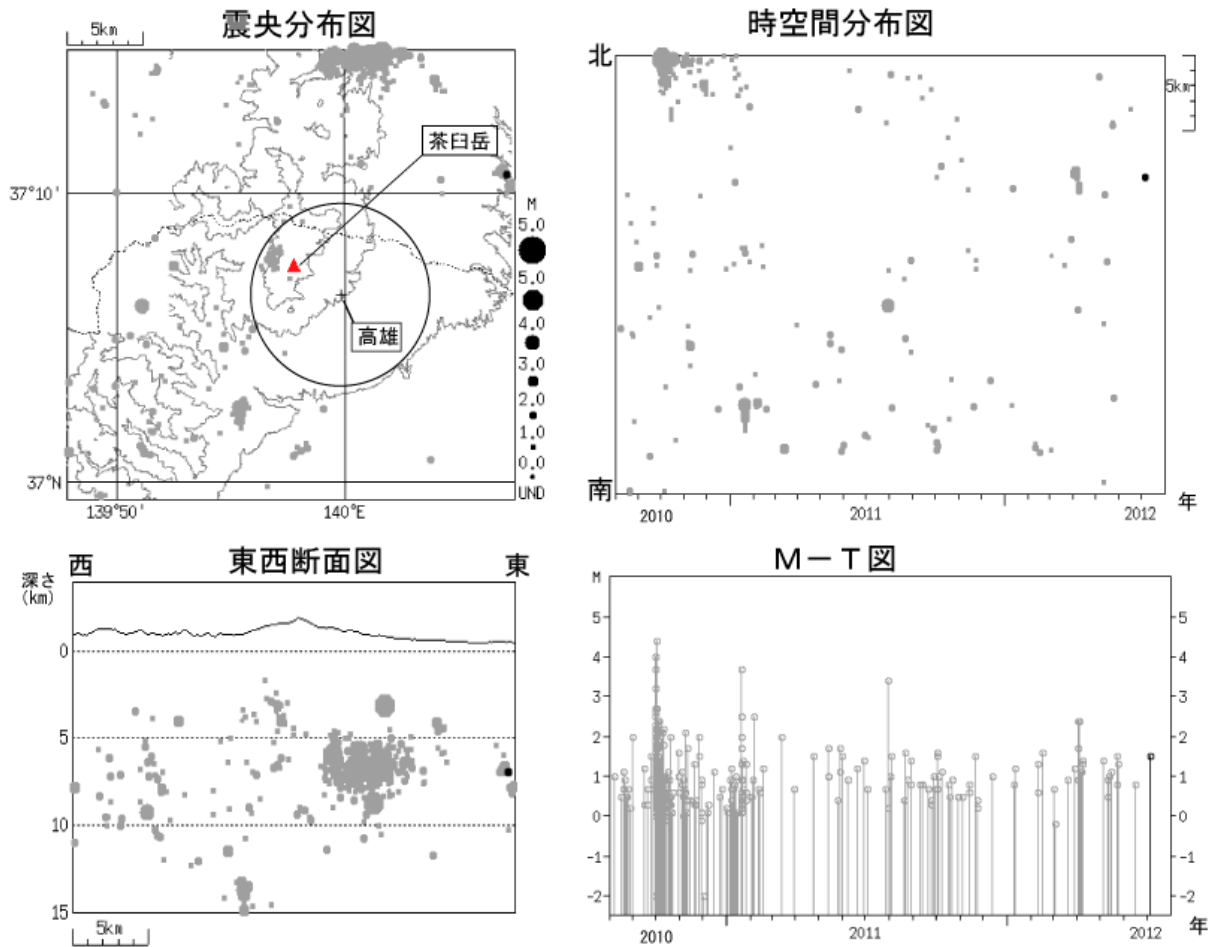 震央分布図
5km
茶臼岳
37°10'
高雄
37°N
139°50'
140°E
M
5.0
5.0
4.0
3.0
2.0
1.0
0.0
UND
時空間分布図
北
5km
南
2010
2011
2012
年
東西断面図
西
東
深さ
(km)
0
5
10
15
5km
M－T図
M
5
4
3
2
1
0
-1
-2
5
4
3
2
1
0
-1
-2
2010
2011
2012
年